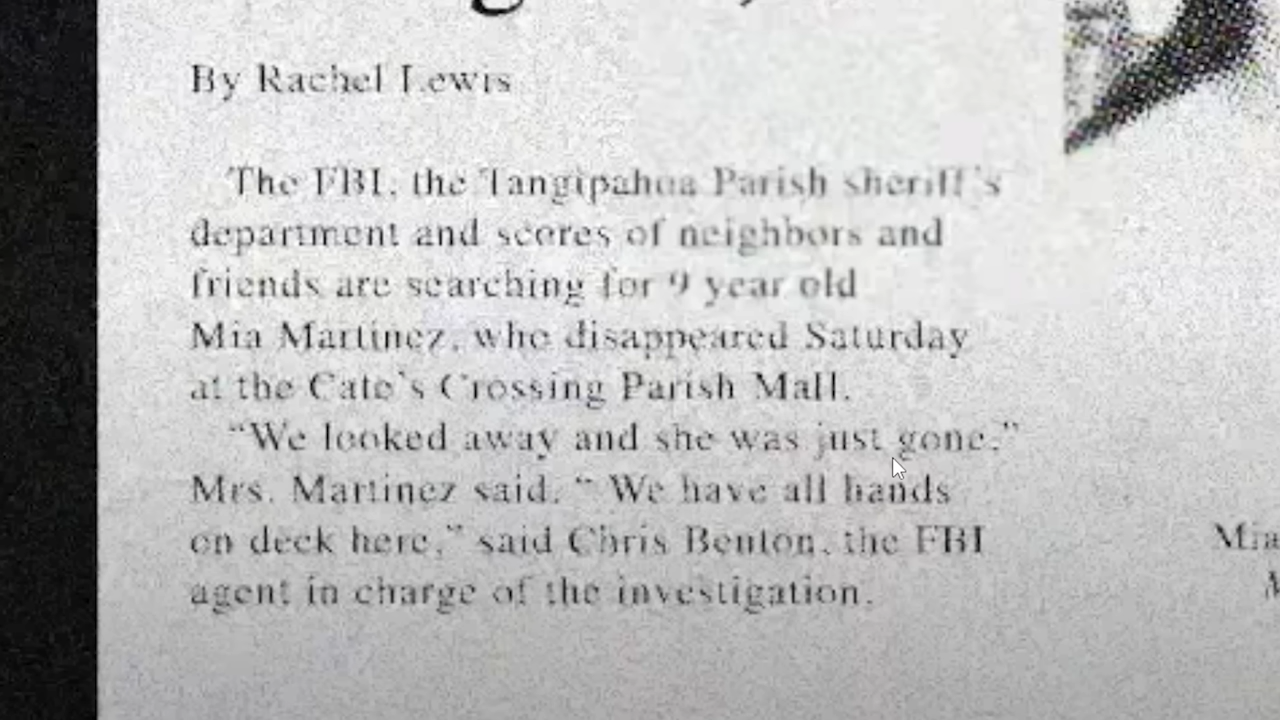 By Rachel Lewis
The FBI, the Tangipahoa Parish sheriff's
department and scores of neighbors and
friends are searching for 9 year old
Mia Martinez, who disappeared Saturday
at the Cate's Crossing Parish Mall.
"We looked away and she was just gone."
Mrs. Martinez said. " We have all hands
on deck here," said Chris Benton, the FBI
agent in charge of the investigation.
Mia